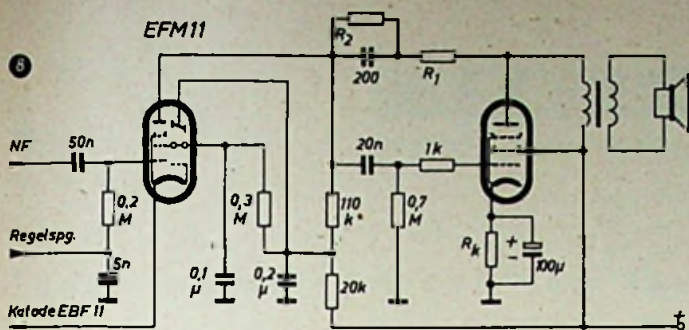 EFM11
8
R2
200
R1
NF
50n
20n
1k
0,2
M
0,3
M
110
k
0,7
M
Regelspg.
5n
0,1
µ
0,2
µ
20k
Rk
+
-
100µ
Katode EBF 11
+